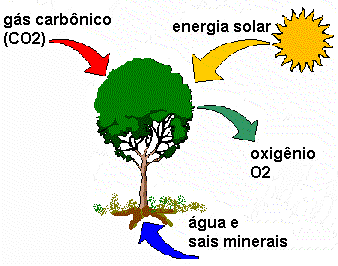 gás carbônico
(CO2)
energia solar
oxigênio
O2
água e
sais minerais